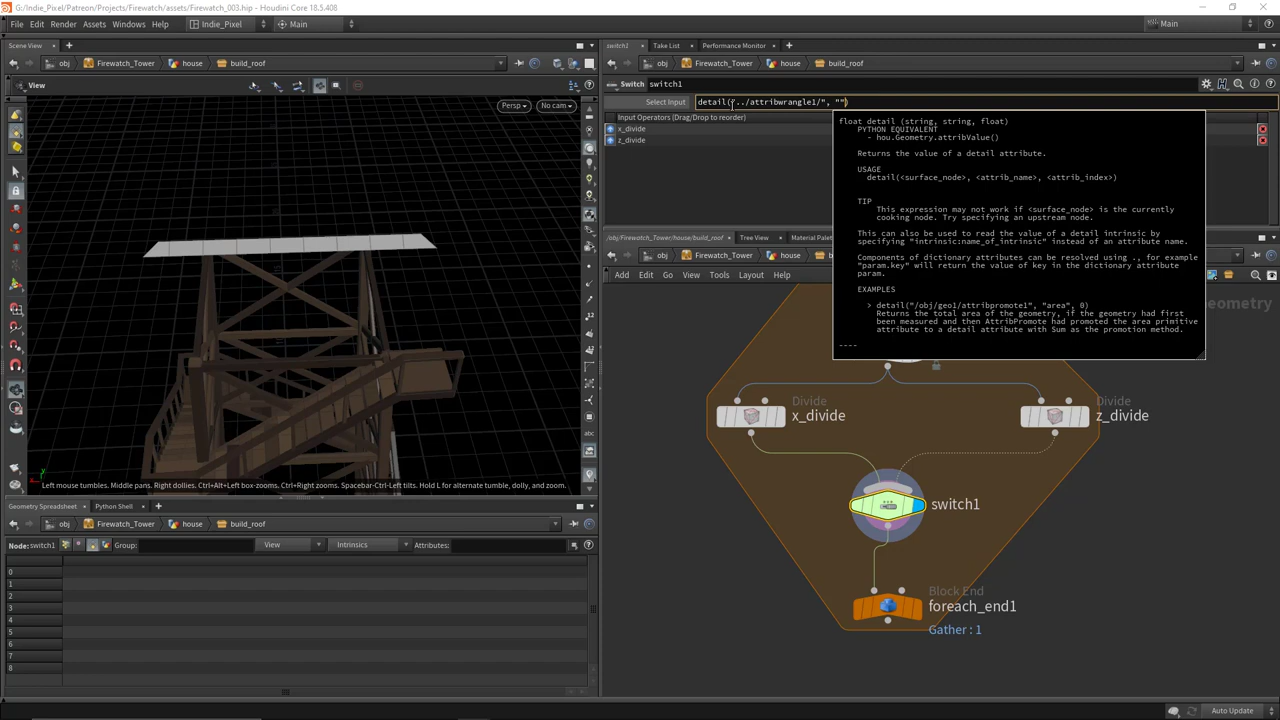 G:/Indie_Pixel/Patreon/Projects/Firewatch/assets/Firewatch_003.hip - Houdini Core 18.5.408
File Edit Render Assets Windows Help Indie_Pixel Main Main
Scene View
obj Firewatch_Tower house build_roof
View
Persp No cam
Left mouse tumbles. Middle pans. Right dollies. Ctrl+Alt+Left box-zooms. Ctrl+Right zooms. Spacebar-Ctrl-Left tilts. Hold L for alternate tumble, dolly, and zoom.
Geometry Spreadsheet Python Shell
obj Firewatch_Tower house build_roof
Node: switch1 Group: View Intrinsics Attributes:
0
1
2
3
4
5
6
7
8
switch1 Take List Performance Monitor
obj Firewatch_Tower house build_roof
Switch switch1
Select Input detail("../attribwrangle1/", "")
Input Operators (Drag/Drop to reorder)
x_divide
z_divide
float detail (string, string, float)
PYTHON EQUIVALENT
- hou.Geometry.attribValue()
Returns the value of a detail attribute.
USAGE
detail(<surface_node>, <attrib_name>, <attrib_index>)
TIP
This expression may not work if <surface_node> is the currently
cooking node. Try specifying an upstream node.
This can also be used to read the value of a detail intrinsic by
specifying "intrinsic:name_of_intrinsic" instead of an attribute name.
Components of dictionary attributes can be resolved using ., for example
"param.key" will return the value of key in the dictionary attribute
param.
EXAMPLES
> detail("/obj/geo1/attribpromote1", "area", 0)
Returns the total area of the geometry, if the geometry had first
been measured and then AttribPromote had promoted the area primitive
attribute to a detail attribute with Sum as the promotion method.
----
/obj/Firewatch_Tower/house/build_roof Tree View Material Palet
obj Firewatch_Tower house
Add Edit Go View Tools Layout Help
Geometry
Divide
x_divide
Divide
z_divide
switch1
Block End
foreach_end1
Gather : 1
Auto Update